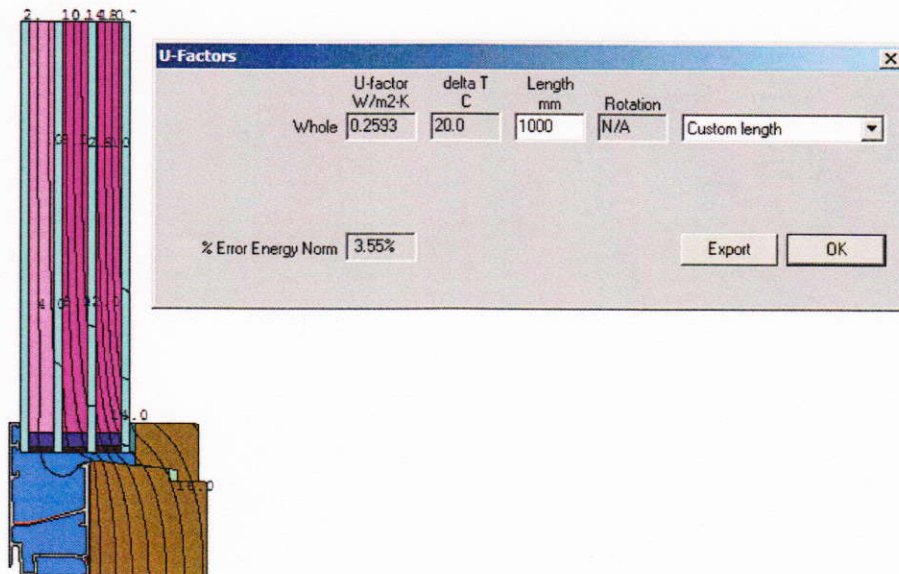 U-Factors
U-factor delta T Length
W/m2-K C mm Rotation
Whole 0.2593 20.0 1000 N/A Custom length
% Error Energy Norm 3.55% Export OK